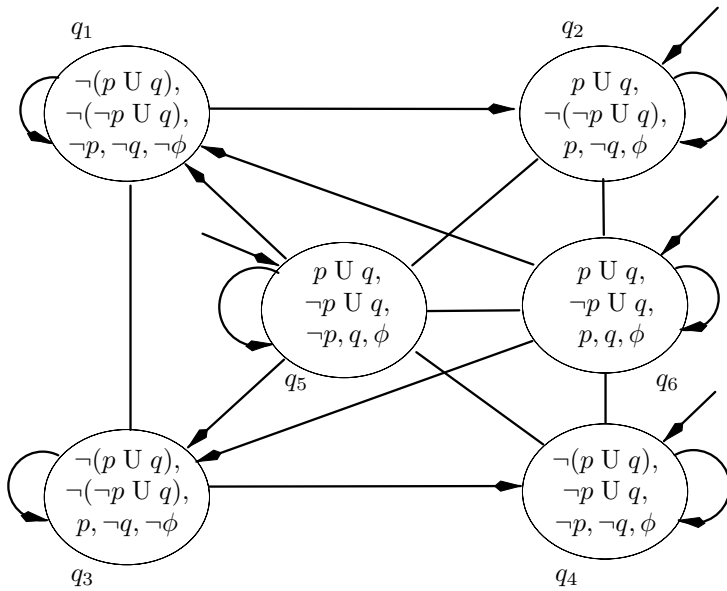 q1
¬(p U q),
¬(¬p U q),
¬p, ¬q, ¬ϕ
q2
p U q,
¬(¬p U q),
p, ¬q, ϕ
q5
p U q,
¬p U q,
¬p, q, ϕ
q6
p U q,
¬p U q,
p, q, ϕ
q3
¬(p U q),
¬(¬p U q),
p, ¬q, ¬ϕ
q4
¬(p U q),
¬p U q,
¬p, ¬q, ϕ